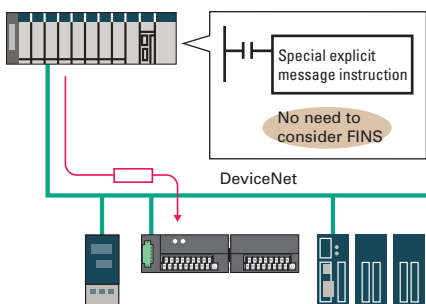 Special explicit
message instruction
No need to
consider FINS
DeviceNet